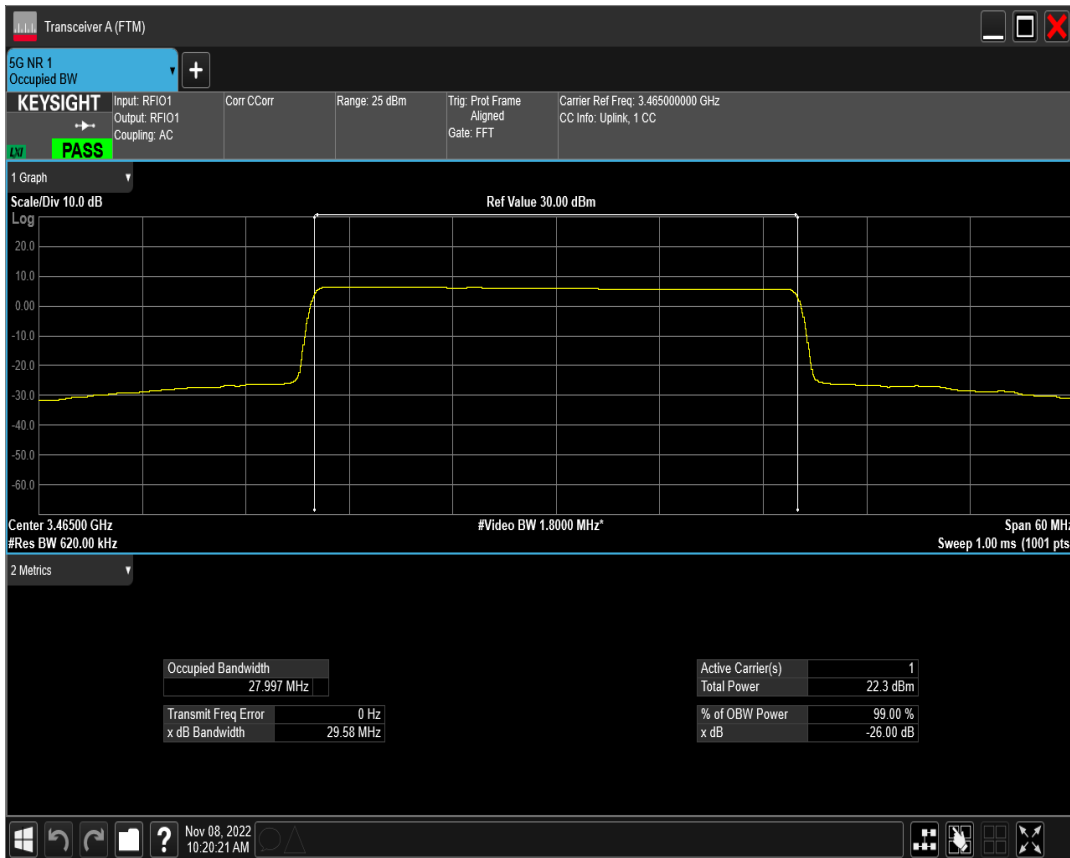 Transceiver A (FTM)
5G NR 1
Occupied BW
+
KEYSIGHT
LXI
PASS
Input: RFIO1
Output: RFIO1
Coupling: AC
Corr CCorr
Range: 25 dBm
Trig: Prot Frame
Aligned
Gate: FFT
Carrier Ref Freq: 3.465000000 GHz
CC Info: Uplink, 1 CC
1 Graph
Scale/Div 10.0 dB
Ref Value 30.00 dBm
Log
20.0
10.0
0.00
-10.0
-20.0
-30.0
-40.0
-50.0
-60.0
Center 3.46500 GHz
#Video BW 1.8000 MHz*
Span 60 MHz
#Res BW 620.00 kHz
Sweep 1.00 ms (1001 pts
2 Metrics
Occupied Bandwidth
27.997 MHz
Transmit Freq Error 0 Hz
x dB Bandwidth 29.58 MHz
Active Carrier(s) 1
Total Power 22.3 dBm
% of OBW Power 99.00 %
x dB -26.00 dB
?
Nov 08, 2022
10:20:21 AM